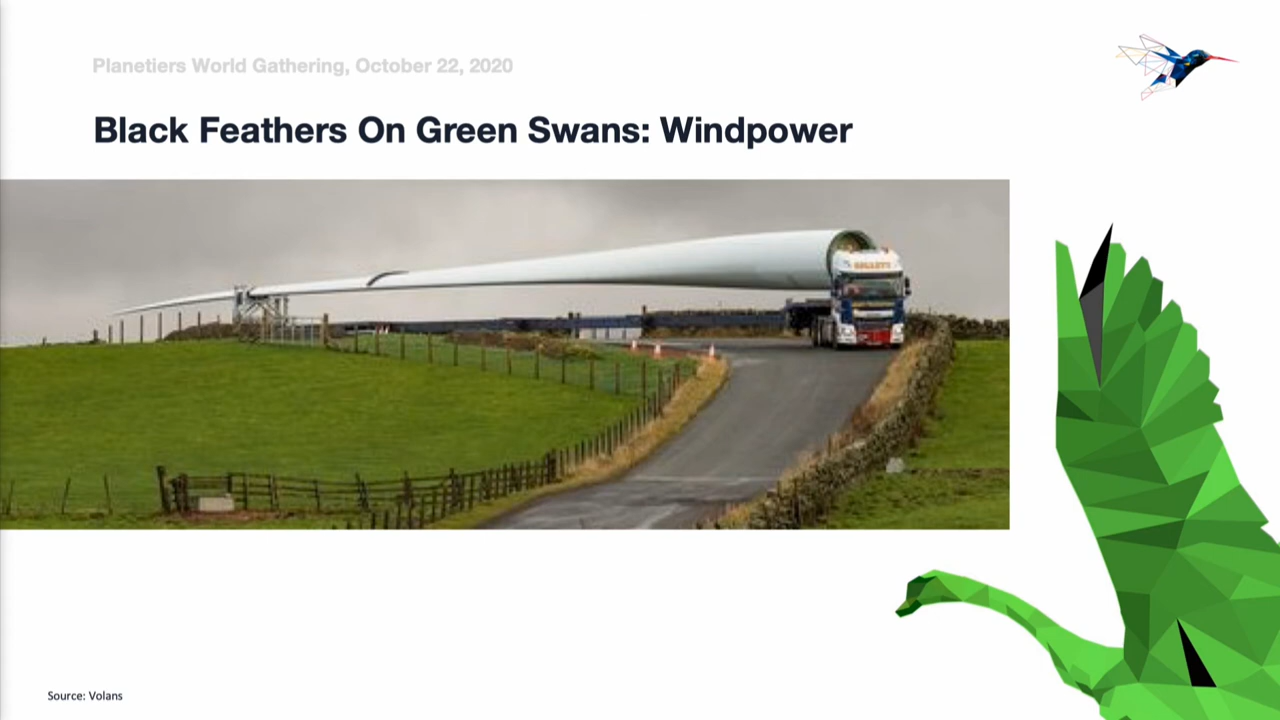 Planetiers World Gathering, October 22, 2020
Black Feathers On Green Swans: Windpower
Source: Volans